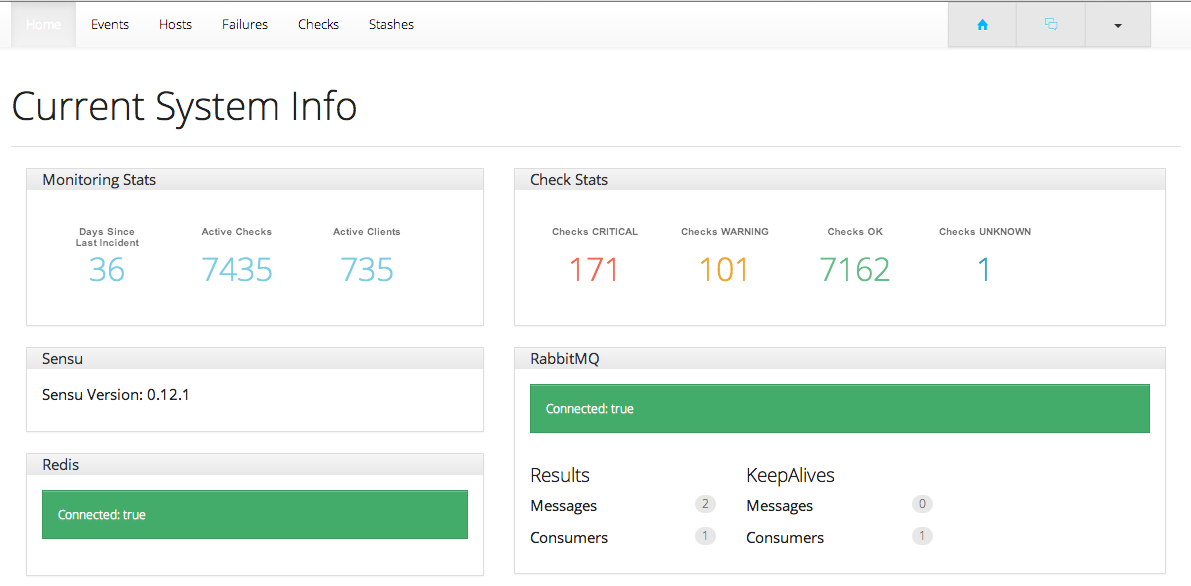 Home Events Hosts Failures Checks Stashes
Current System Info
Monitoring Stats
Days Since
Last Incident
36
Active Checks
7435
Active Clients
735
Check Stats
Checks CRITICAL
171
Checks WARNING
101
Checks OK
7162
Checks UNKNOWN
1
Sensu
Sensu Version: 0.12.1
Redis
Connected: true
RabbitMQ
Connected: true
Results
Messages 2
Consumers 1
KeepAlives
Messages 0
Consumers 1